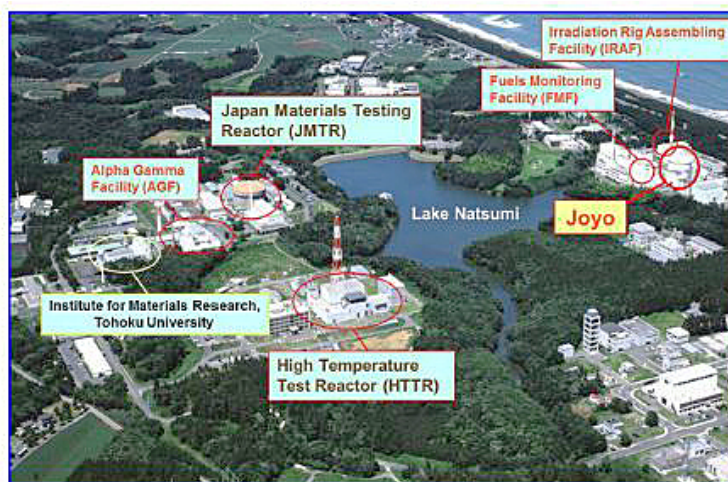 Irradiation Rig Assembling
Facility (IRAF)
Fuels Monitoring
Facility (FMF)
Japan Materials Testing
Reactor (JMTR)
Alpha Gamma
Facility (AGF)
Lake Natsumi
Joyo
Institute for Materials Research,
Tohoku University
High Temperature
Test Reactor (HTTR)